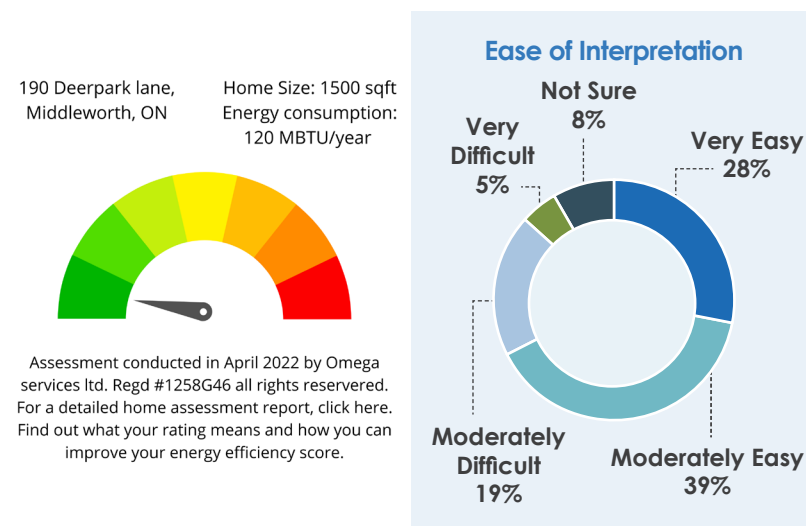 190 Deerpark lane,
Middleworth, ON
Home Size: 1500 sqft
Energy consumption:
120 MBTU/year
Assessment conducted in April 2022 by Omega
services ltd. Regd #1258G46 all rights reservered.
For a detailed home assessment report, click here.
Find out what your rating means and how you can
improve your energy efficiency score.
Ease of Interpretation
Not Sure
8%
Very
Difficult
5%
Very Easy
28%
Moderately
Difficult
19%
Moderately Easy
39%